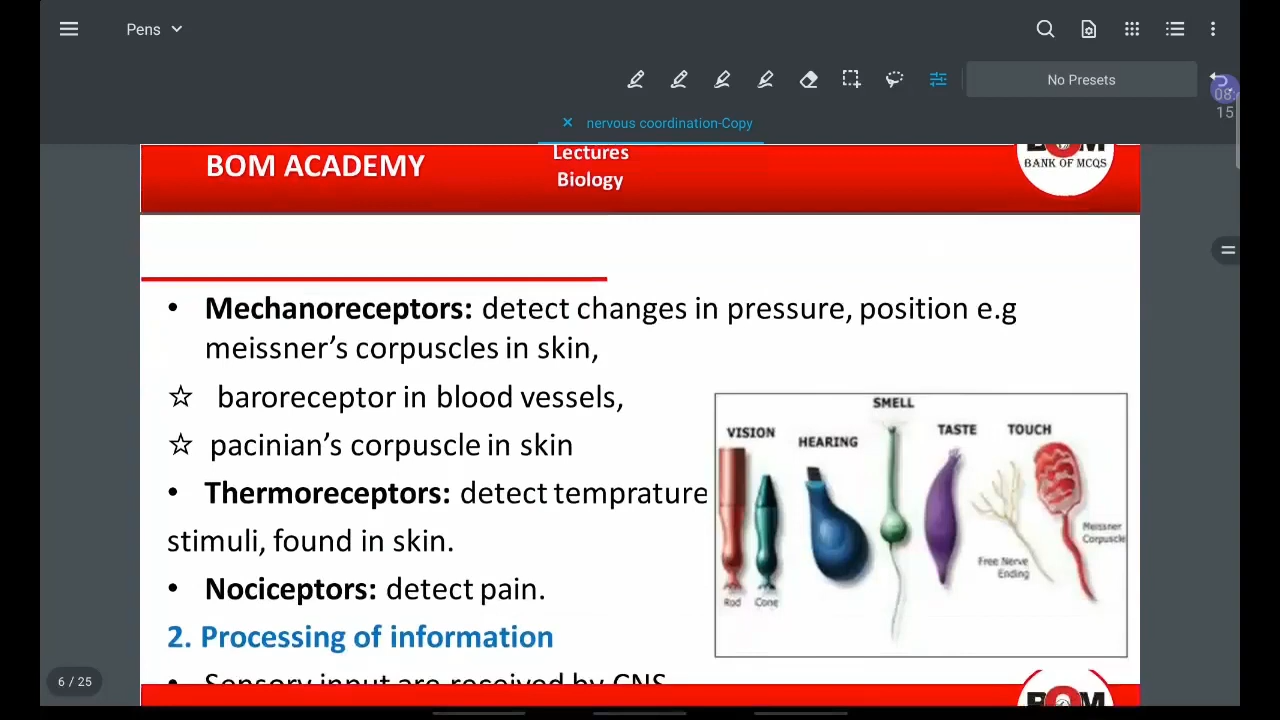 Pens
No Presets
08:
15
nervous coordination-Copy
BOM ACADEMY
Lectures
Biology
BOM
BANK OF MCQS
• Mechanoreceptors: detect changes in pressure, position e.g
meissner’s corpuscles in skin,
☆ baroreceptor in blood vessels,
☆ pacinian’s corpuscle in skin
• Thermoreceptors: detect temprature
stimuli, found in skin.
• Nociceptors: detect pain.
2. Processing of information
• Sensory input are received by CNS
VISION
HEARING
SMELL
TASTE
TOUCH
Meissner
Corpuscle
Free Nerve
Ending
Rod
Cone
6 / 25
BOM